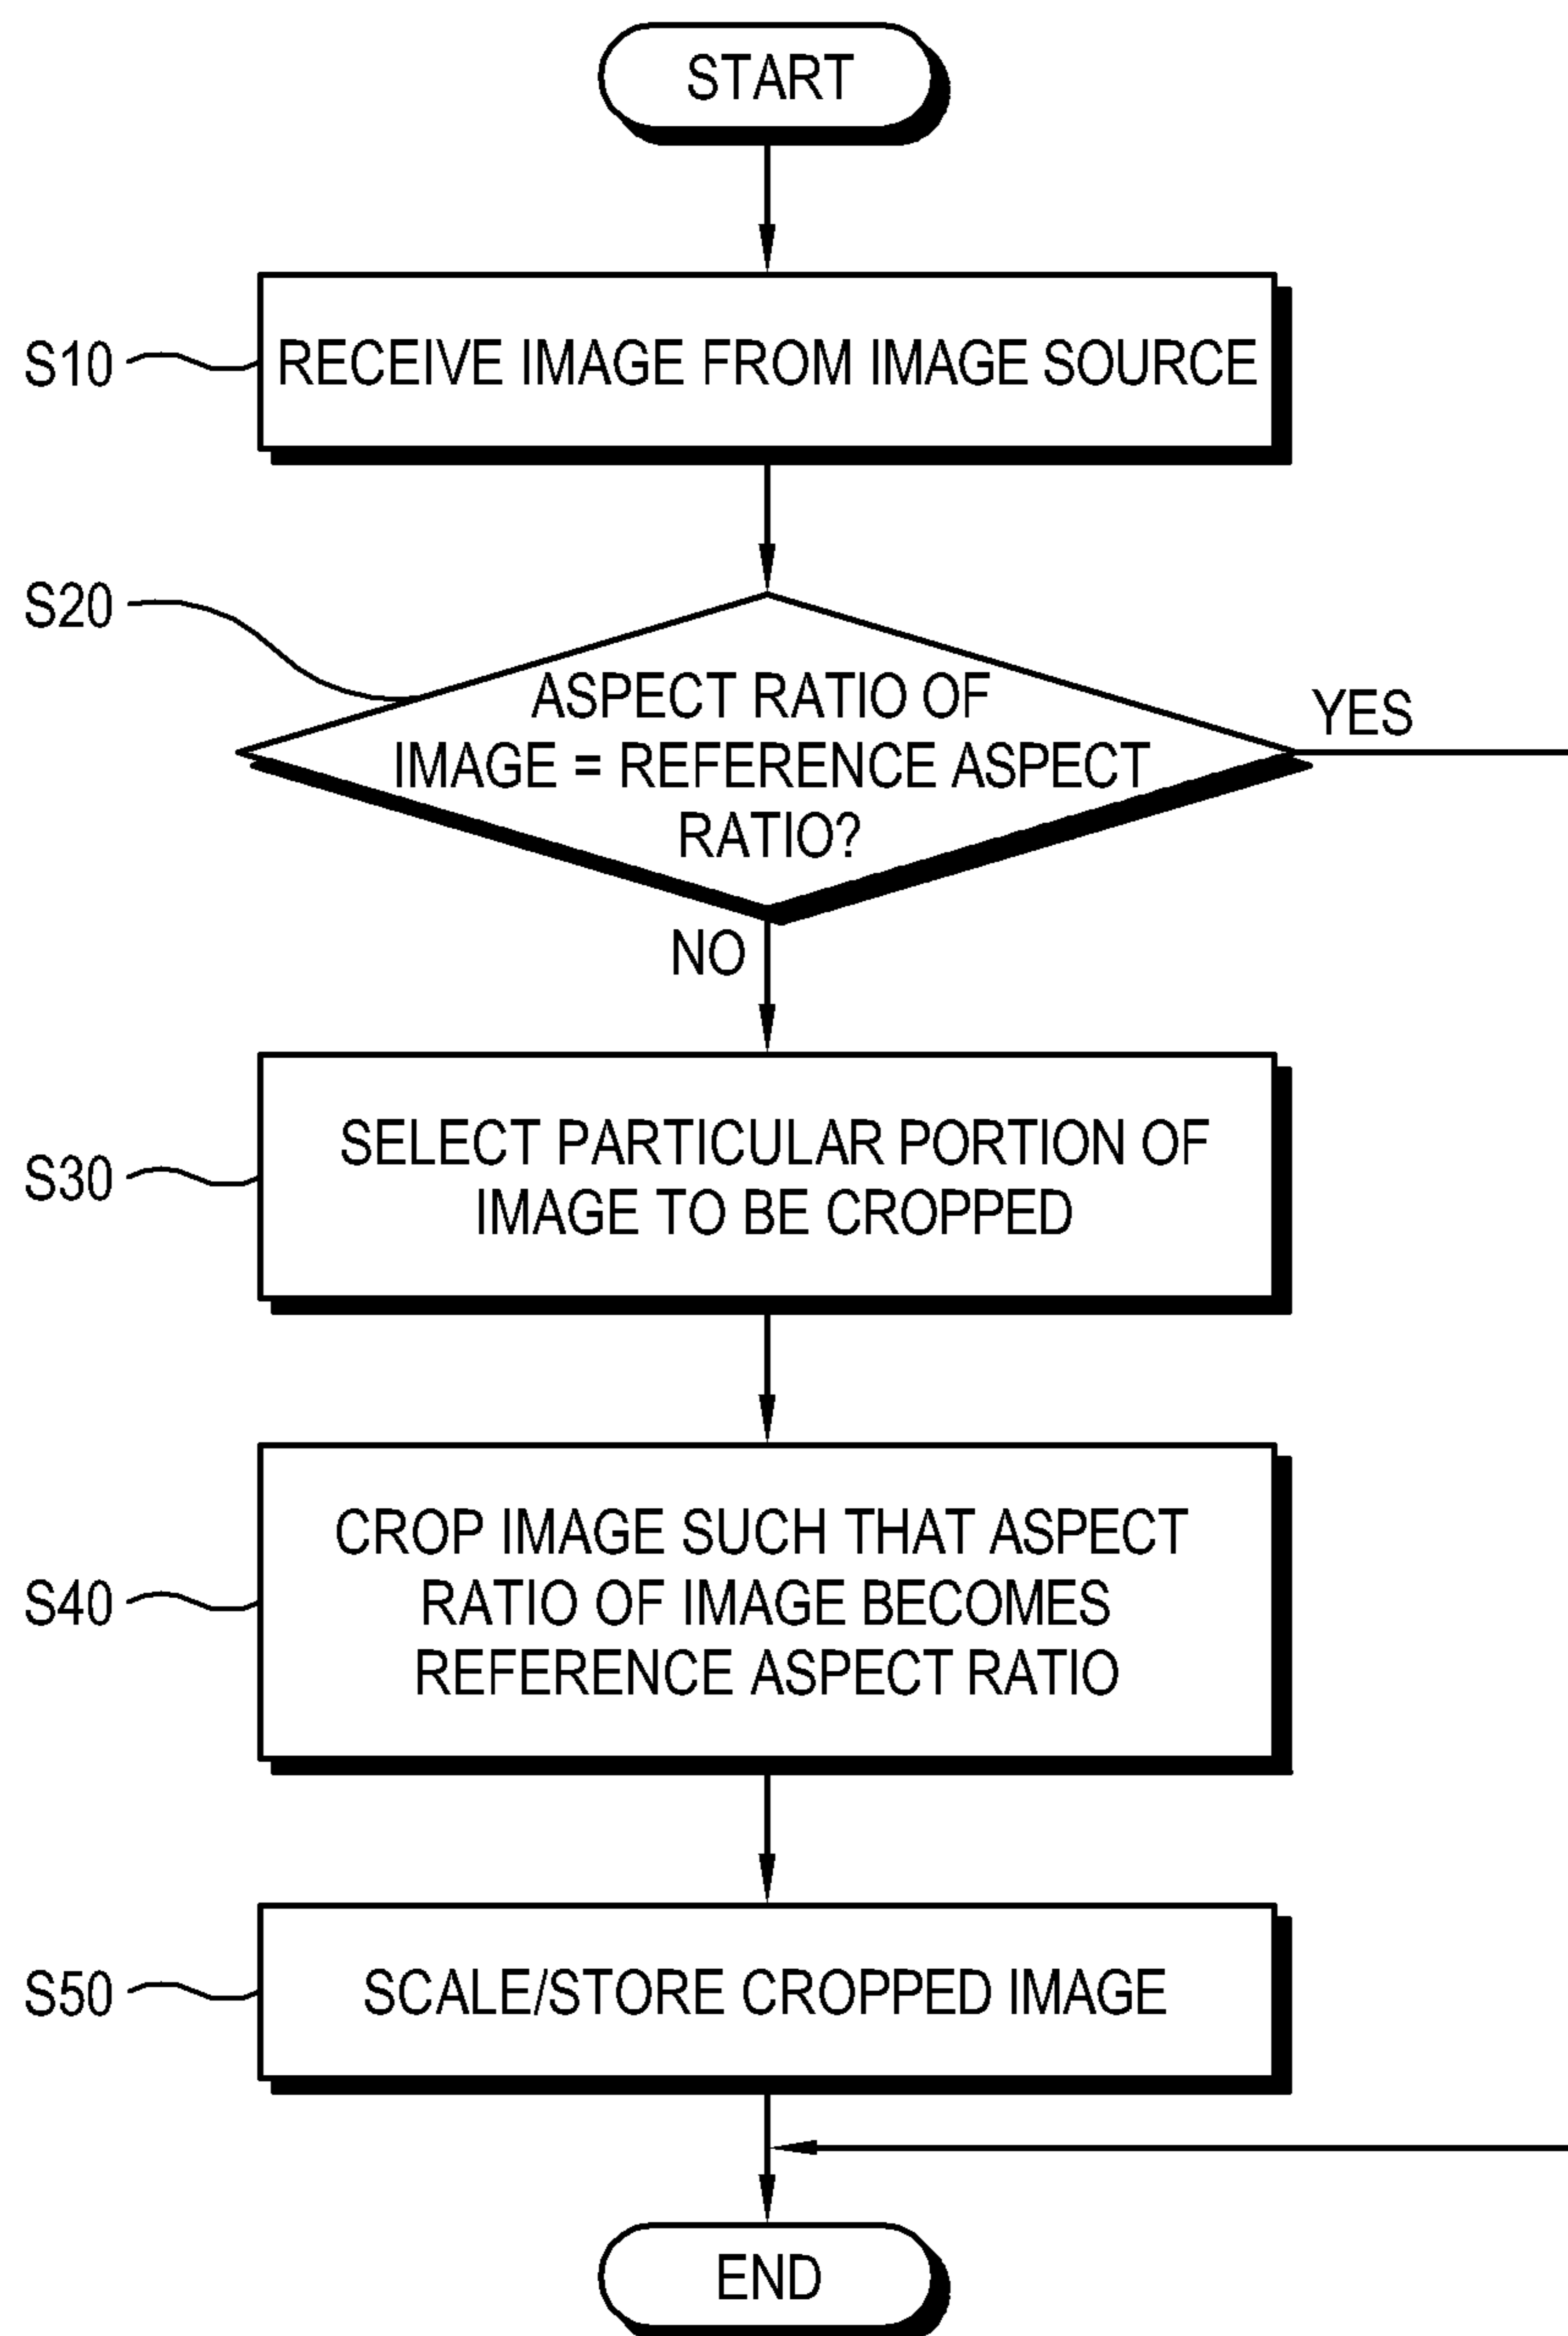 START
S10
RECEIVE IMAGE FROM IMAGE SOURCE
S20
ASPECT RATIO OF
IMAGE = REFERENCE ASPECT
RATIO?
YES
NO
S30
SELECT PARTICULAR PORTION OF
IMAGE TO BE CROPPED
S40
CROP IMAGE SUCH THAT ASPECT
RATIO OF IMAGE BECOMES
REFERENCE ASPECT RATIO
S50
SCALE/STORE CROPPED IMAGE
END